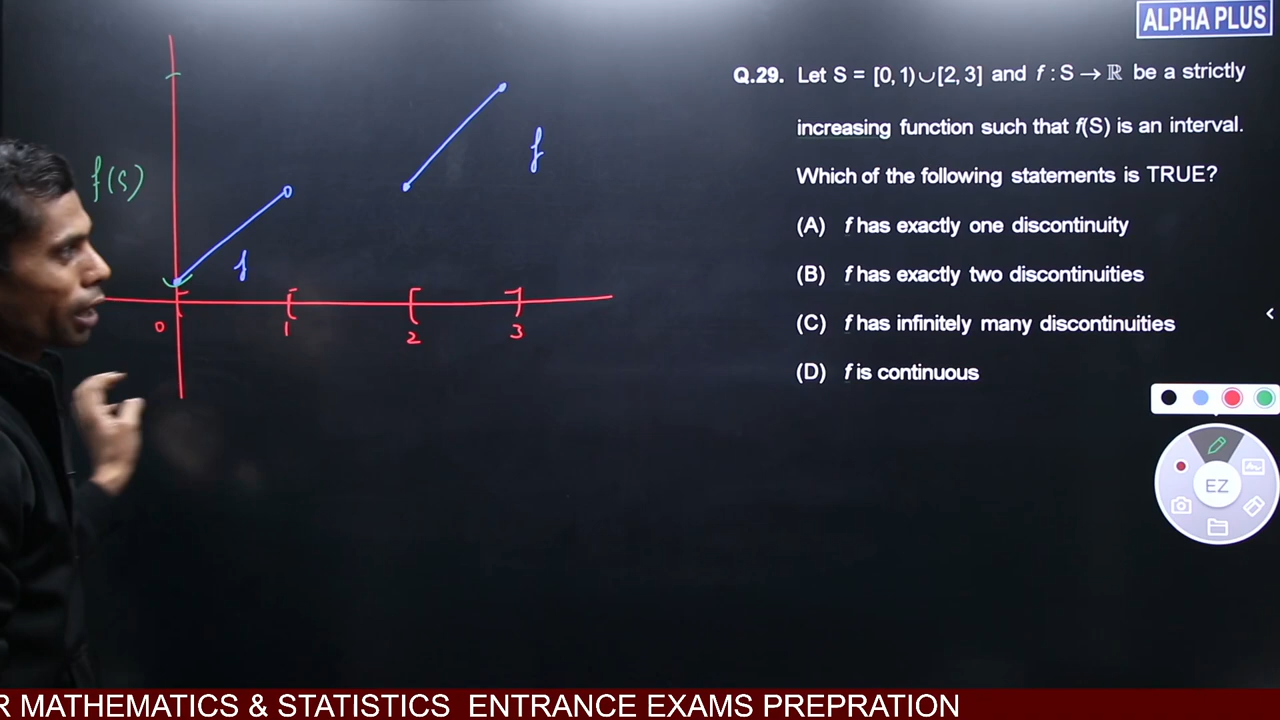 ALPHA PLUS
Q.29. Let S = [0, 1) ∪ [2, 3] and f : S → ℝ be a strictly
increasing function such that f(S) is an interval.
Which of the following statements is TRUE?
(A) f has exactly one discontinuity
(B) f has exactly two discontinuities
(C) f has infinitely many discontinuities
(D) f is continuous
f(s)
f
f
0
1
2
3
EZ
R MATHEMATICS & STATISTICS ENTRANCE EXAMS PREPRATION